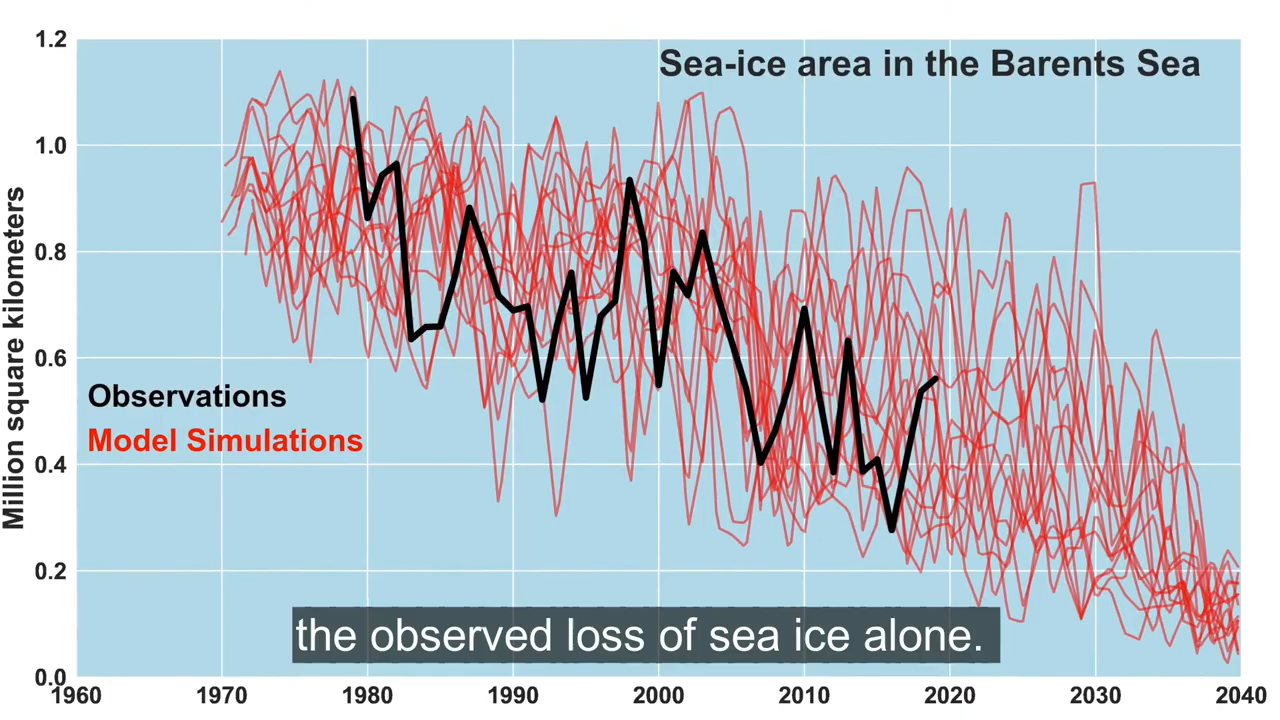 Sea-ice area in the Barents Sea
Million square kilometers
1.2
1.0
0.8
0.6
0.4
0.2
0.0
Observations
Model Simulations
the observed loss of sea ice alone.
1960 1970 1980 1990 2000 2010 2020 2030 2040